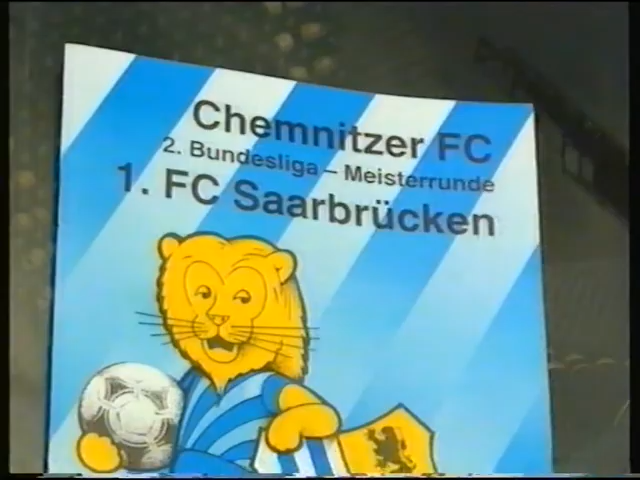 Chemnitzer FC
2. Bundesliga – Meisterrunde
1. FC Saarbrücken